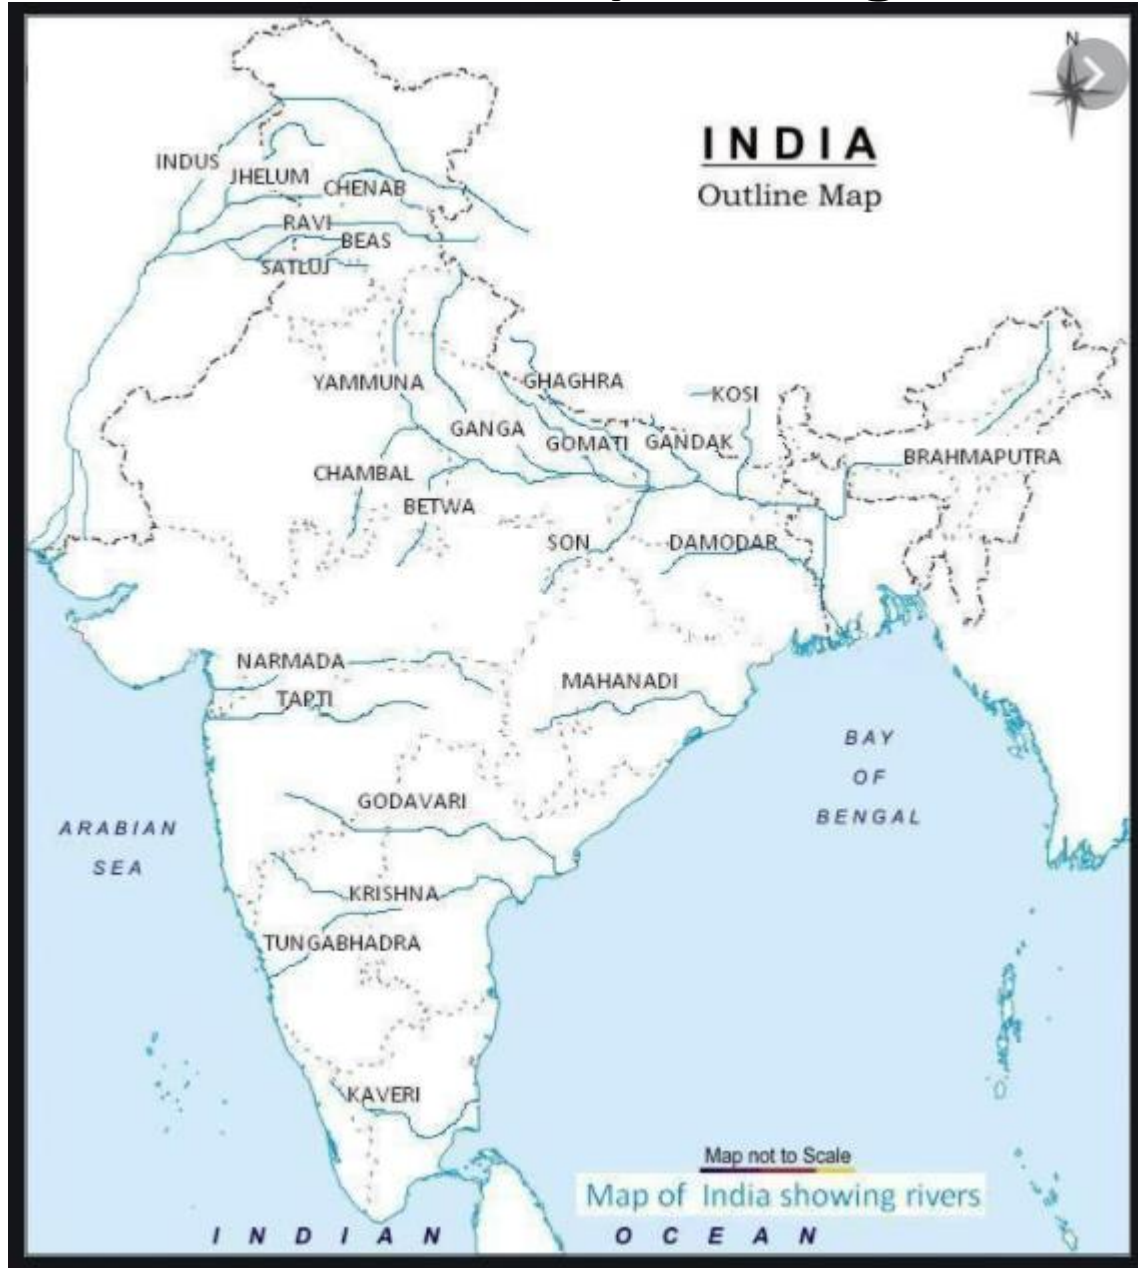 N
INDIA
Outline Map
INDUS
JHELUM
CHENAB
RAVI
BEAS
SATLUJ
YAMMUNA
GHAGHRA
KOSI
GANGA
GOMATI
GANDAK
BRAHMAPUTRA
CHAMBAL
BETWA
SON
DAMODAR
NARMADA
TAPTI
MAHANADI
BAY
OF
BENGAL
GODAVARI
ARABIAN
SEA
KRISHNA
TUNGABHADRA
KAVERI
Map not to Scale
Map of India showing rivers
INDIAN OCEAN